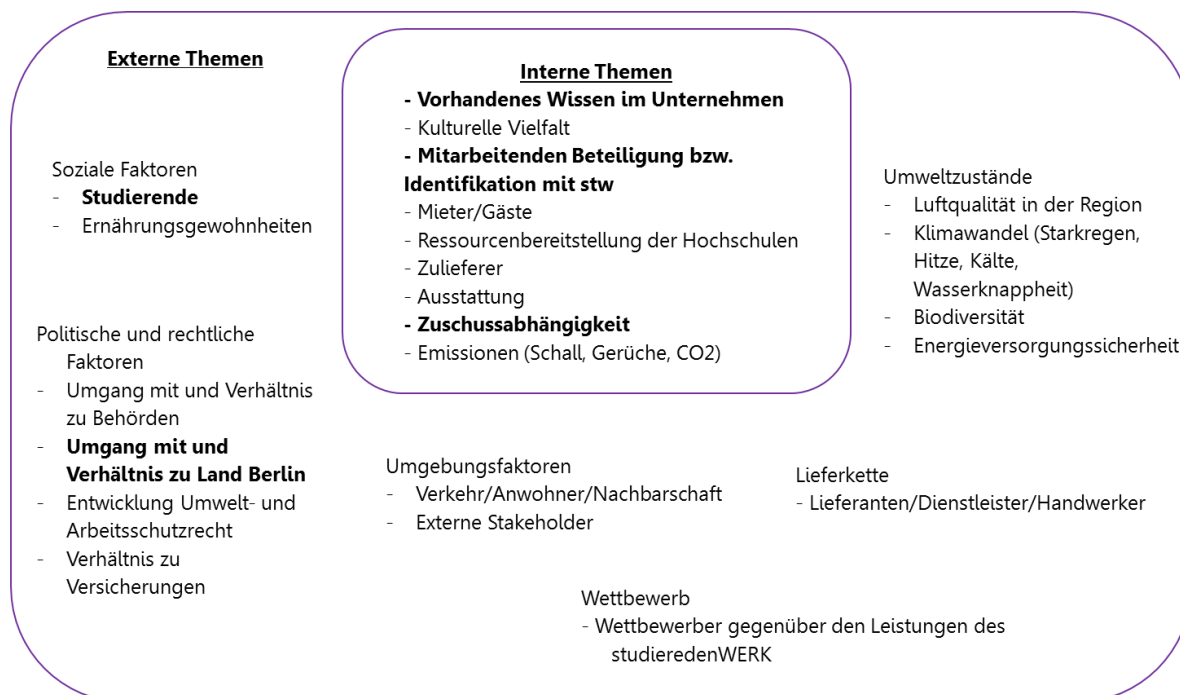 Externe Themen
Interne Themen
- Vorhandenes Wissen im Unternehmen
- Kulturelle Vielfalt
- Mitarbeitenden Beteiligung bzw.
Identifikation mit stw
- Mieter/Gäste
- Ressourcenbereitstellung der Hochschulen
- Zulieferer
- Ausstattung
- Zuschussabhängigkeit
- Emissionen (Schall, Gerüche, CO2)
Soziale Faktoren
- Studierende
- Ernährungsgewohnheiten
Umweltzustände
- Luftqualität in der Region
- Klimawandel (Starkregen,
Hitze, Kälte,
Wasserknappheit)
- Biodiversität
- Energieversorgungssicherheit
Politische und rechtliche
Faktoren
- Umgang mit und Verhältnis
zu Behörden
- Umgang mit und
Verhältnis zu Land Berlin
- Entwicklung Umwelt- und
Arbeitsschutzrecht
- Verhältnis zu
Versicherungen
Umgebungsfaktoren
- Verkehr/Anwohner/Nachbarschaft
- Externe Stakeholder
Lieferkette
- Lieferanten/Dienstleister/Handwerker
Wettbewerb
- Wettbewerber gegenüber den Leistungen des
studieredenWERK